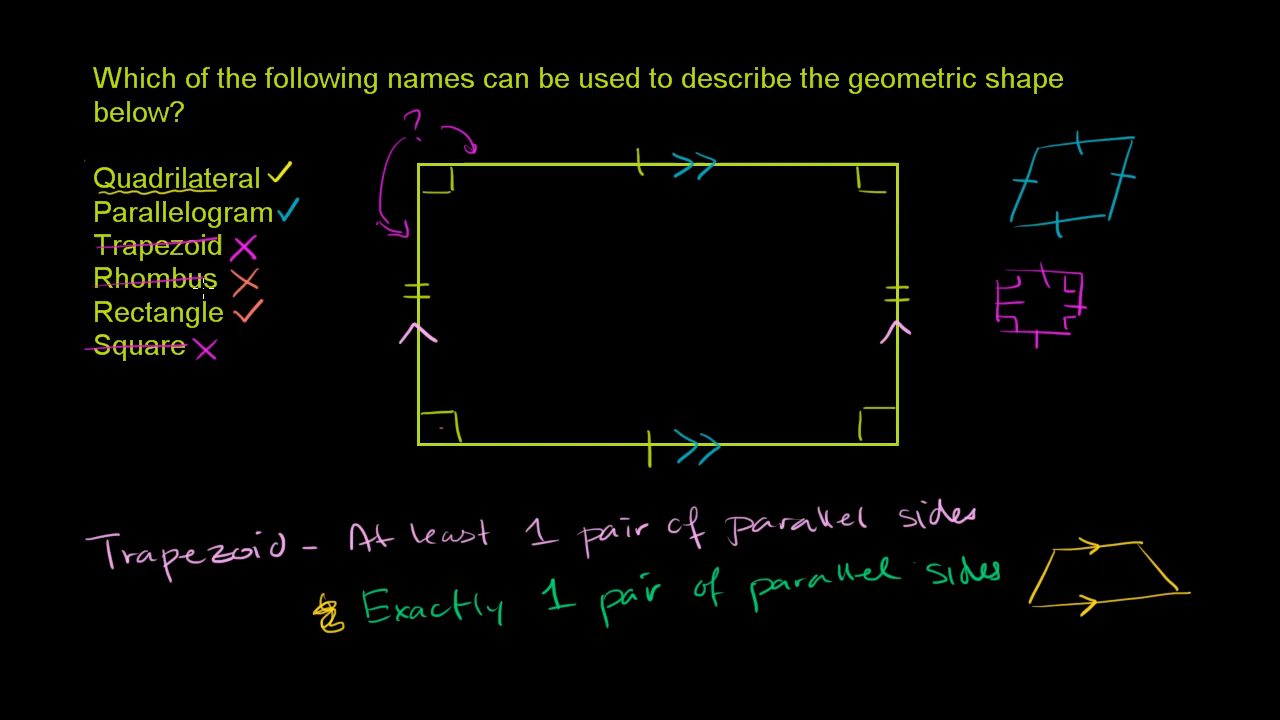 Which of the following names can be used to describe the geometric shape
below?
?
Quadrilateral
Parallelogram
Trapezoid
Rhombus
Rectangle
Square
Trapezoid - At least 1 pair of parallel sides
Exactly 1 pair of parallel sides